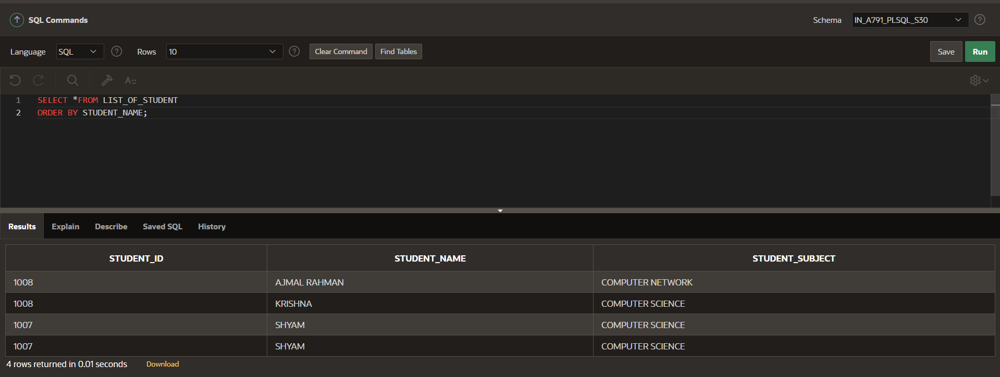 SQL Commands
Schema IN_A791_PLSQL_S30
Language SQL Rows 10 Clear Command Find Tables Save Run
1 SELECT *FROM LIST_OF_STUDENT
2 ORDER BY STUDENT_NAME;
Results Explain Describe Saved SQL History
STUDENT_ID STUDENT_NAME STUDENT_SUBJECT
1008 AJMAL RAHMAN COMPUTER NETWORK
1008 KRISHNA COMPUTER SCIENCE
1007 SHYAM COMPUTER SCIENCE
1007 SHYAM COMPUTER SCIENCE
4 rows returned in 0.01 seconds Download